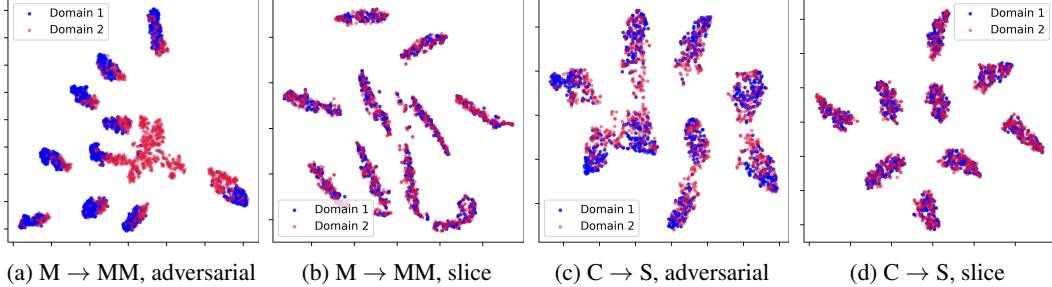 Domain 1
Domain 2
Domain 1
Domain 2
Domain 1
Domain 2
Domain 1
Domain 2
(a) M → MM, adversarial
(b) M → MM, slice
(c) C → S, adversarial
(d) C → S, slice